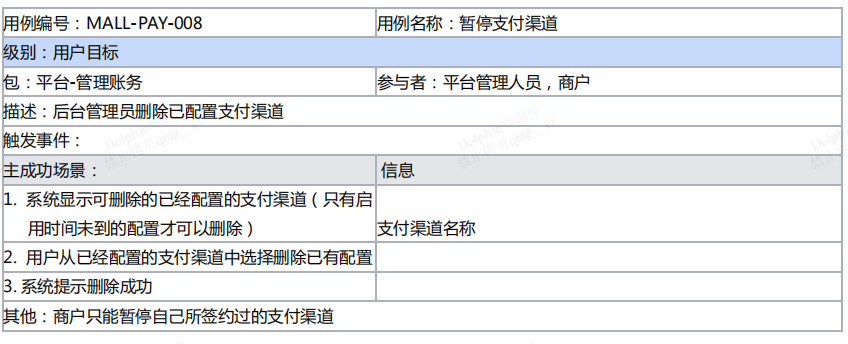 用例编号：MALL-PAY-008 用例名称：暂停支付渠道
级别：用户目标
包：平台-管理账务 参与者：平台管理人员，商户
描述：后台管理员删除已配置支付渠道
触发事件：
主成功场景： 信息
1. 系统显示可删除的已经配置的支付渠道（只有启
用时间未到的配置才可以删除） 支付渠道名称
2. 用户从已经配置的支付渠道中选择删除已有配置
3. 系统提示删除成功
其他：商户只能暂停自己所签约过的支付渠道